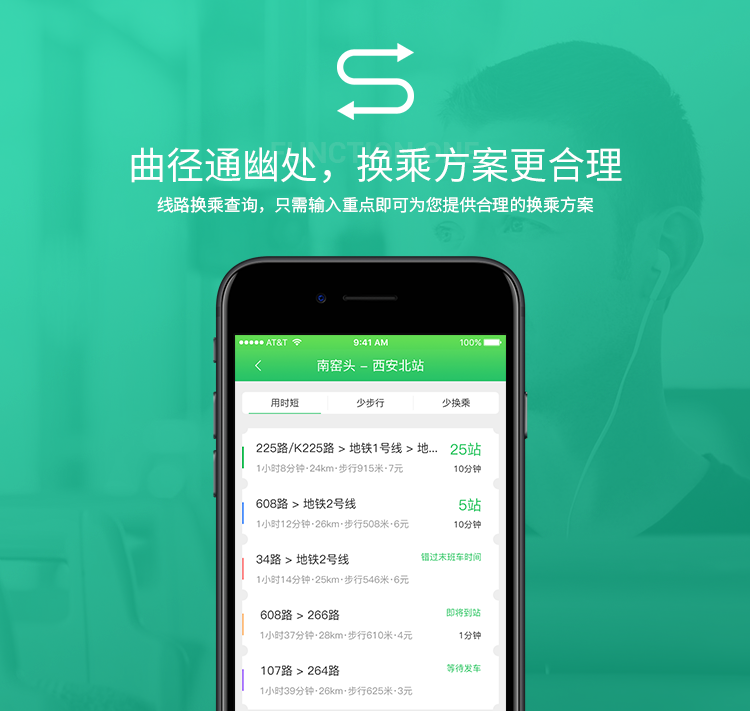 FUNCTION ONE
曲径通幽处，换乘方案更合理
线路换乘查询，只需输入重点即可为您提供合理的换乘方案
AT&T 9:41 AM 100%
南窑头 – 西安北站
用时短 少步行 少换乘
225路/K225路 > 地铁1号线 > 地... 25站
1小时8分钟·24km·步行915米·7元 10分钟
608路 > 地铁2号线 5站
1小时12分钟·26km·步行508米·6元 10分钟
34路 > 地铁2号线 错过末班车时间
1小时14分钟·25km·步行546米·6元
608路 > 266路 即将到站
1小时37分钟·28km·步行610米·4元 1分钟
107路 > 264路 等待发车
1小时39分钟·26km·步行625米·3元